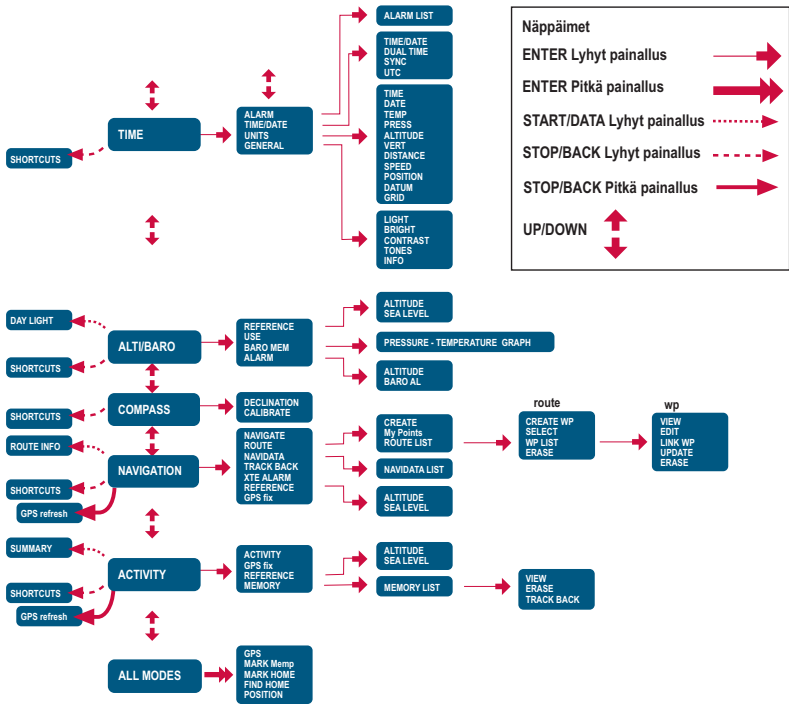 ALARM LIST
TIME/DATE
DUAL TIME
SYNC
UTC
TIME
SHORTCUTS
ALARM
TIME/DATE
UNITS
GENERAL
TIME
DATE
TEMP
PRESS
ALTITUDE
VERT
DISTANCE
SPEED
POSITION
DATUM
GRID
LIGHT
BRIGHT
CONTRAST
TONES
INFO
Näppäimet
ENTER Lyhyt painallus
ENTER Pitkä painallus
START/DATA Lyhyt painallus
STOP/BACK Lyhyt painallus
STOP/BACK Pitkä painallus
UP/DOWN
DAY LIGHT
ALTI/BARO
SHORTCUTS
REFERENCE
USE
BARO MEM
ALARM
ALTITUDE
SEA LEVEL
PRESSURE - TEMPERATURE GRAPH
ALTITUDE
BARO AL
SHORTCUTS
COMPASS
DECLINATION
CALIBRATE
ROUTE INFO
NAVIGATION
SHORTCUTS
GPS refresh
NAVIGATE
ROUTE
NAVIDATA
TRACK BACK
XTE ALARM
REFERENCE
GPS fix
CREATE
My Points
ROUTE LIST
NAVIDATA LIST
ALTITUDE
SEA LEVEL
route
CREATE WP
SELECT
WP LIST
ERASE
wp
VIEW
EDIT
LINK WP
UPDATE
ERASE
SUMMARY
ACTIVITY
SHORTCUTS
GPS refresh
ACTIVITY
GPS fix
REFERENCE
MEMORY
ALTITUDE
SEA LEVEL
MEMORY LIST
VIEW
ERASE
TRACK BACK
ALL MODES
GPS
MARK Memp
MARK HOME
FIND HOME
POSITION